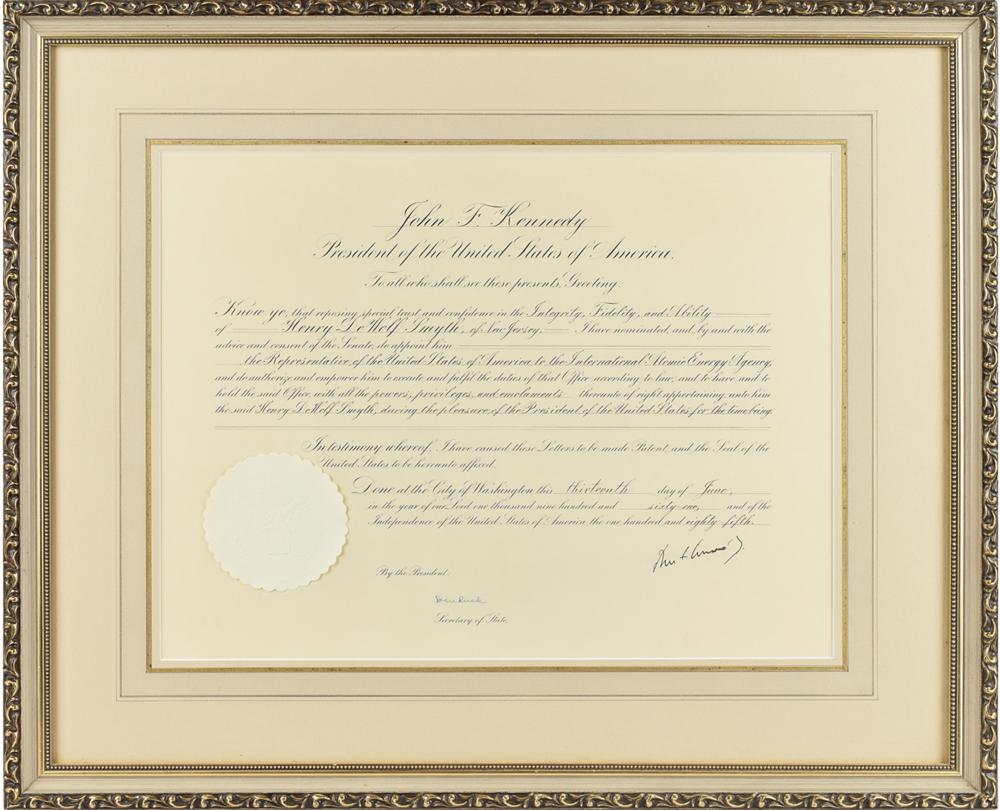 John F. Kennedy
President of the United States of America.
To all who shall see these presents, Greeting:
Know ye, that reposing special trust and confidence in the Integrity, Fidelity, and Ability
of Henry DeWolf Smyth, of New Jersey, I have nominated, and, by and with the
advice and consent of the Senate, do appoint him
the Representative of the United States of America to the International Atomic Energy Agency,
and do authorize and empower him to execute and fulfil the duties of that Office according to law, and to have and to
hold the said Office, with all the powers, privileges, and emoluments thereunto of right appertaining, unto him
the said Henry DeWolf Smyth, during the pleasure of the President of the United States for the time being.
In testimony whereof, I have caused these Letters to be made Patent, and the Seal of the
United States to be hereunto affixed.
Done at the City of Washington this thirteenth day of June,
in the year of our Lord one thousand nine hundred and sixty-one, and of the
Independence of the United States of America the one hundred and eighty-fifth.
By the President:
Dean Rusk
Secretary of State.